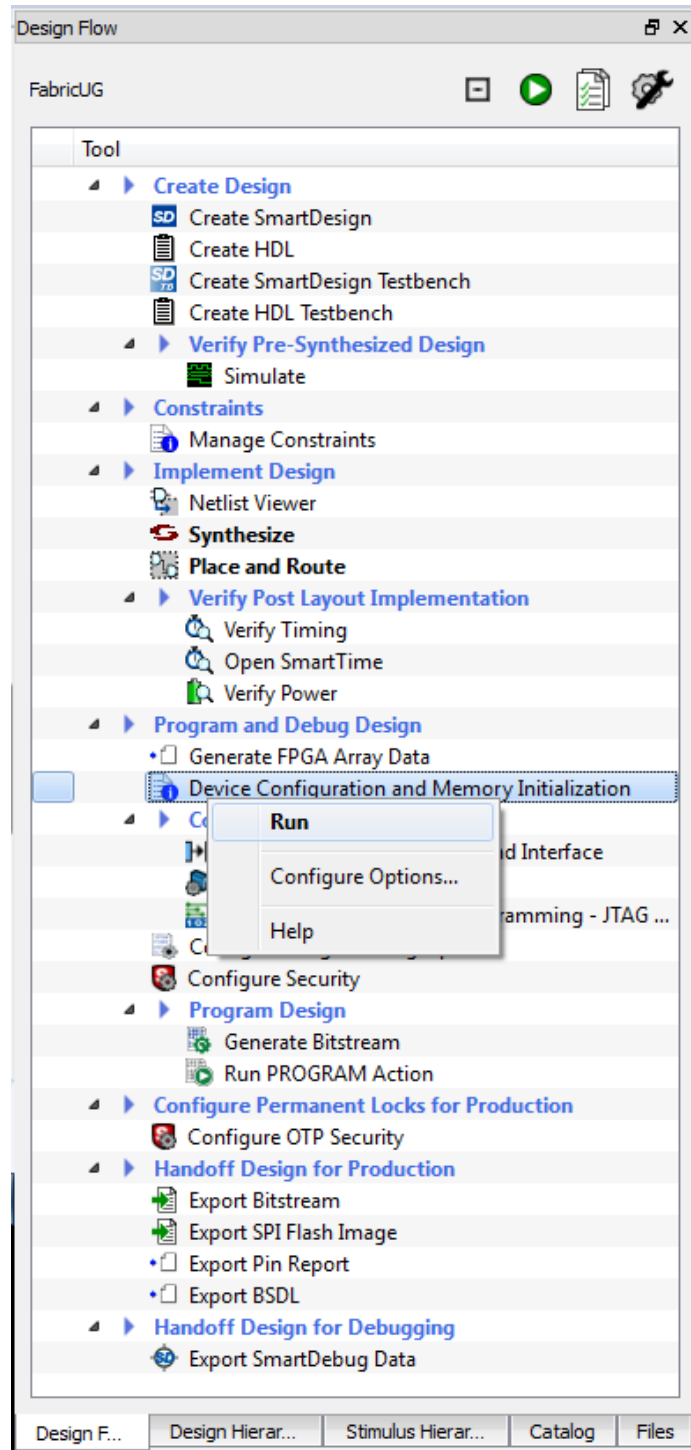 Design Flow
FabricUG
Tool
Create Design
Create SmartDesign
Create HDL
Create SmartDesign Testbench
Create HDL Testbench
Verify Pre-Synthesized Design
Simulate
Constraints
Manage Constraints
Implement Design
Netlist Viewer
Synthesize
Place and Route
Verify Post Layout Implementation
Verify Timing
Open SmartTime
Verify Power
Program and Debug Design
Generate FPGA Array Data
Device Configuration and Memory Initialization
Run
d Interface
Configure Options...
ramming - JTAG ...
Help
Configure Security
Program Design
Generate Bitstream
Run PROGRAM Action
Configure Permanent Locks for Production
Configure OTP Security
Handoff Design for Production
Export Bitstream
Export SPI Flash Image
Export Pin Report
Export BSDL
Handoff Design for Debugging
Export SmartDebug Data
Design F... Design Hierar... Stimulus Hierar... Catalog Files